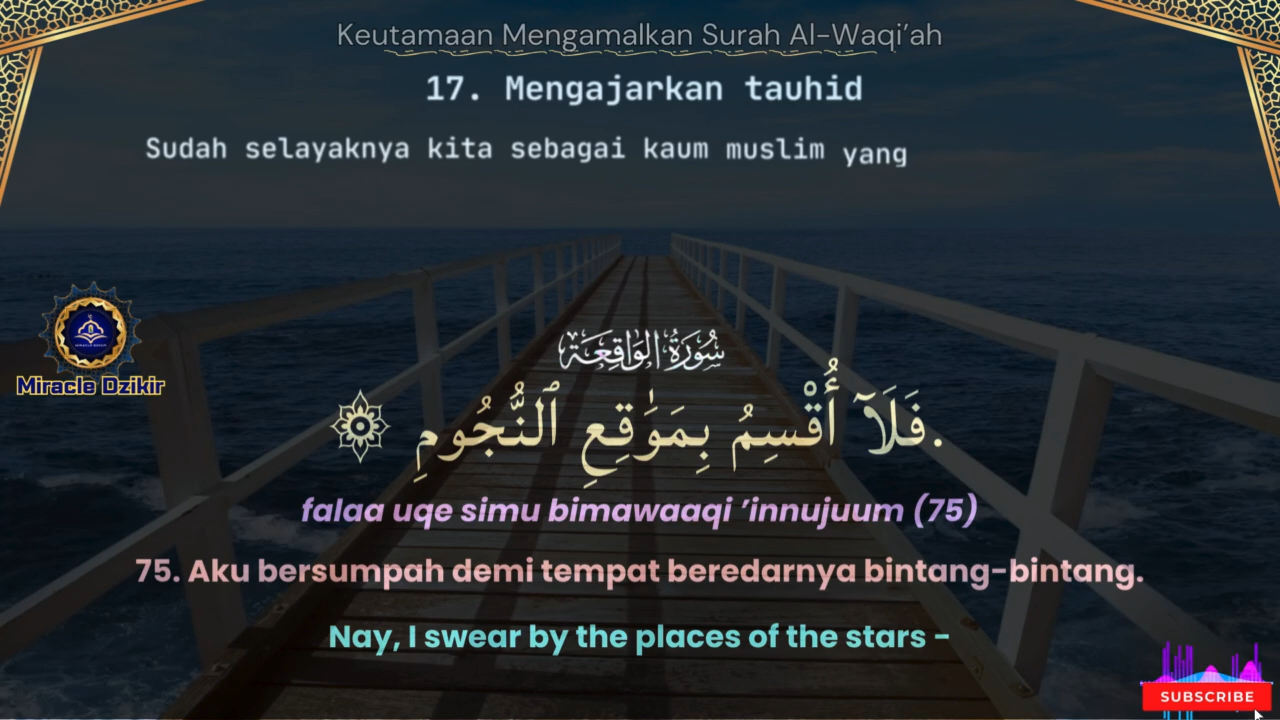 Keutamaan Mengamalkan Surah Al-Waqi’ah
17. Mengajarkan tauhid
Sudah selayaknya kita sebagai kaum muslim yang
سُورَةُ الوَاقِعَة
فَلَآ أُقْسِمُ بِمَوَٰقِعِ ٱلنُّجُومِ.
falaa uqe simu bimawaaqi ’innujuum (75)
75. Aku bersumpah demi tempat beredarnya bintang-bintang.
Nay, I swear by the places of the stars -
Miracle Dzikir
SUBSCRIBE